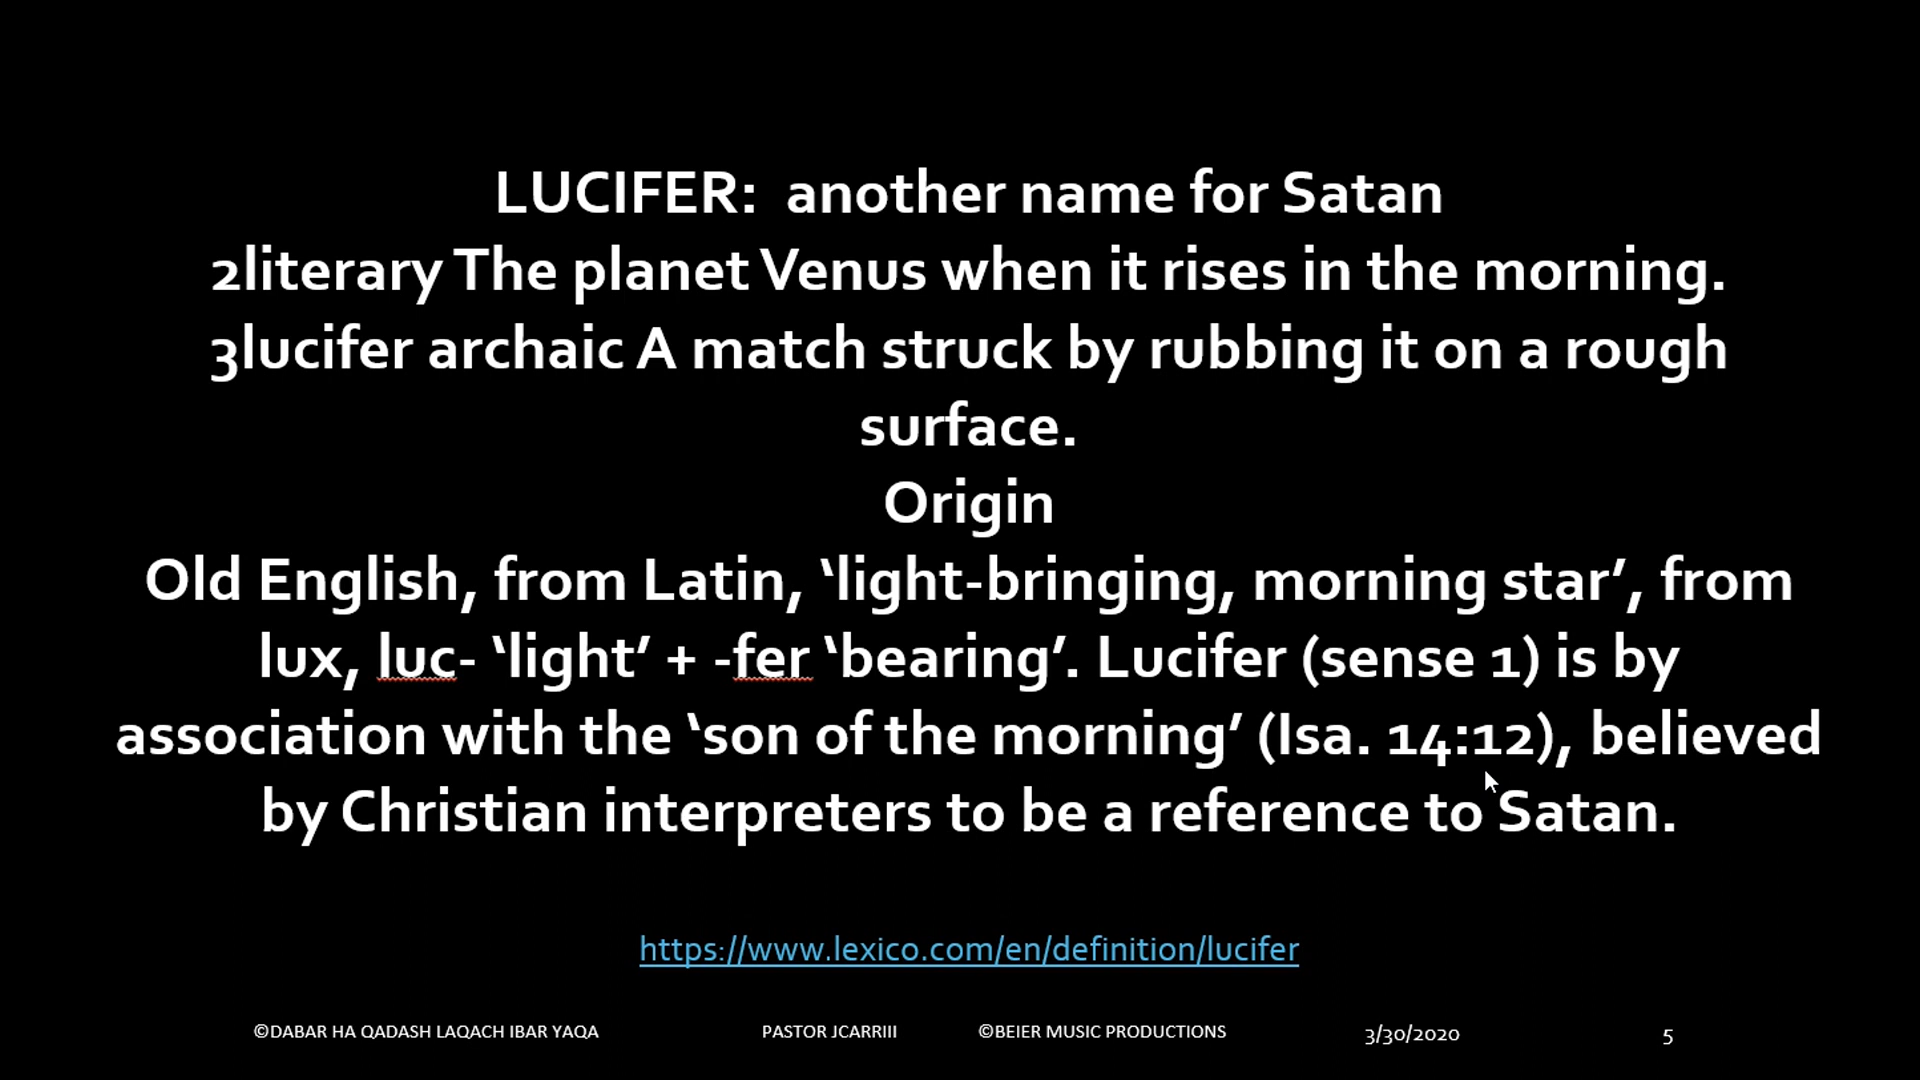 LUCIFER:  another name for Satan
2literary The planet Venus when it rises in the morning.
3lucifer archaic A match struck by rubbing it on a rough
surface.
Origin
Old English, from Latin, ‘light-bringing, morning star’, from
lux, luc- ‘light’ + -fer ‘bearing’. Lucifer (sense 1) is by
association with the ‘son of the morning’ (Isa. 14:12), believed
by Christian interpreters to be a reference to Satan.
https://www.lexico.com/en/definition/lucifer
©DABAR HA QADASH LAQACH IBAR YAQA PASTOR JCARRIII ©BEIER MUSIC PRODUCTIONS 3/30/2020 5